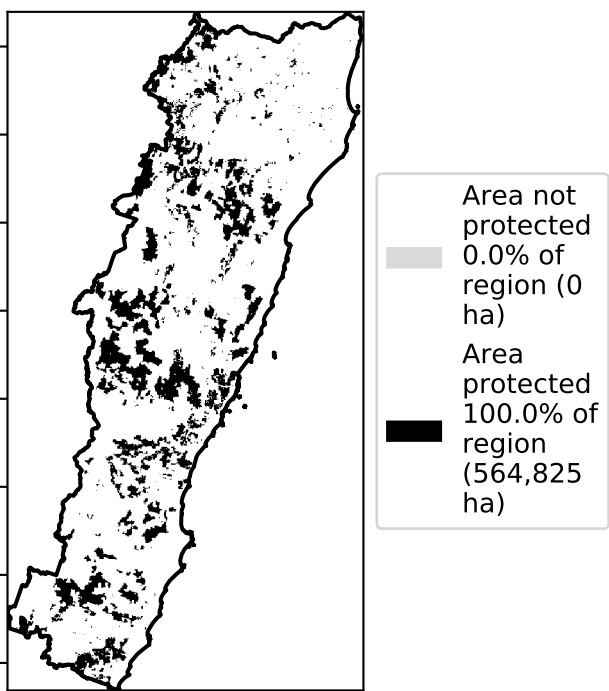 Area not
protected
0.0% of
region (0
ha)
Area
protected
100.0% of
region
(564,825
ha)